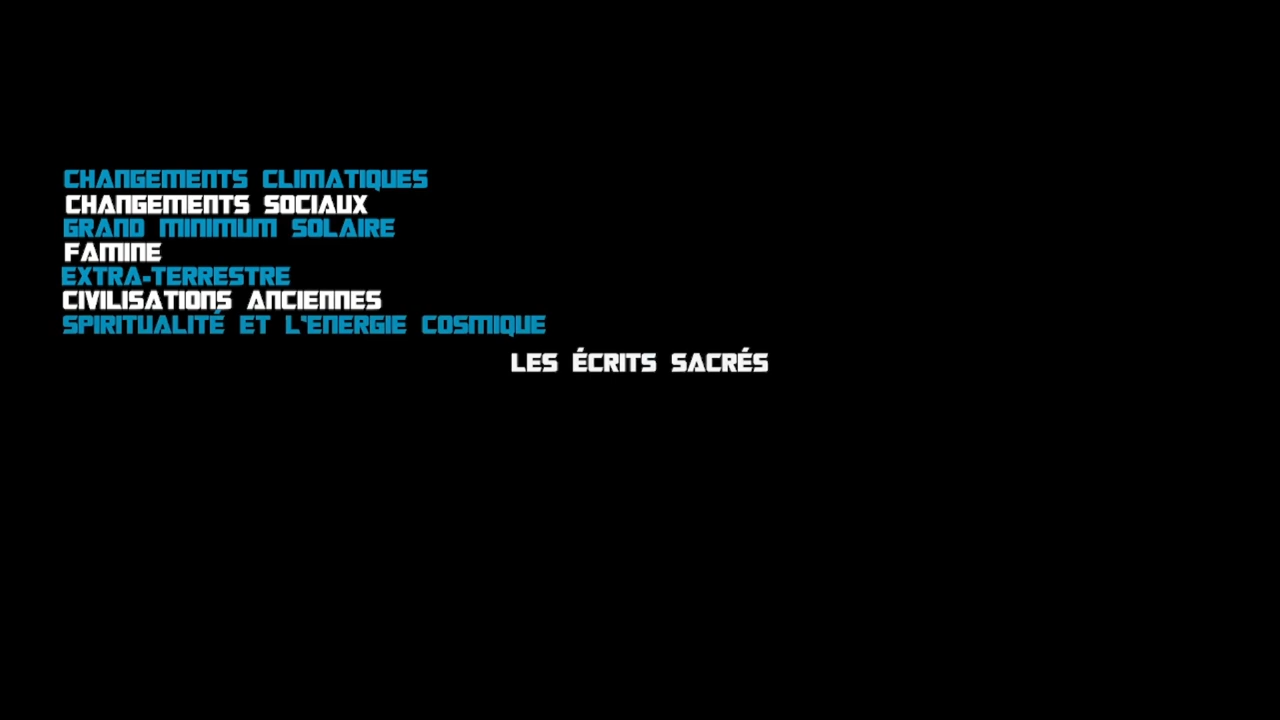 CHANGEMENTS CLIMATIQUES
CHANGEMENTS SOCIAUX
GRAND MINIMUM SOLAIRE
FAMINE
EXTRA-TERRESTRE
CIVILISATIONS ANCIENNES
SPIRITUALITÉ ET L'ENERGIE COSMIQUE
LES ÉCRITS SACRÉS